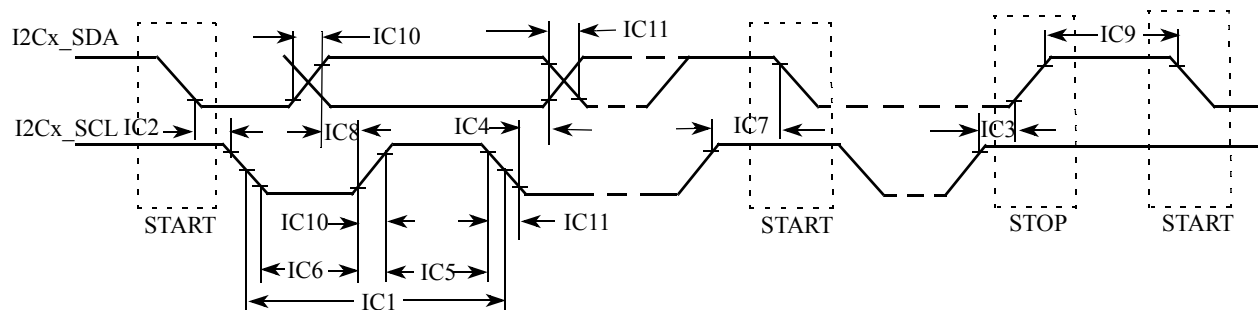 I2Cx_SDA
IC10
IC11
IC9
I2Cx_SCL
IC2
IC8
IC4
IC7
IC3
START
IC10
IC11
START
STOP
START
IC6
IC5
IC1